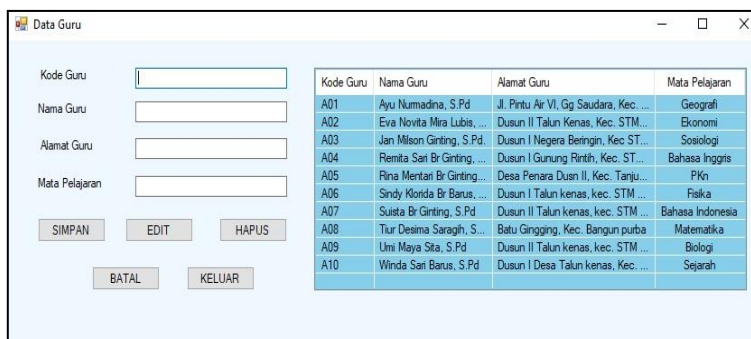 Data Guru
Kode Guru
Nama Guru
Alamat Guru
Mata Pelajaran
SIMPAN EDIT HAPUS
BATAL KELUAR
Kode Guru Nama Guru Alamat Guru Mata Pelajaran
A01 Ayu Nurmadina, S.Pd Jl. Pintu Air VI, Gg Saudara, Kec. ... Geografi
A02 Eva Novita Mira Lubis, ... Dusun II Talun Kenas, Kec. STM... Ekonomi
A03 Jan Milson Ginting, S.Pd. Dusun I Negera Beringin, Kec ST... Sosiologi
A04 Remita Sari Br Ginting, ... Dusun I Gunung Rintih, Kec. ST... Bahasa Inggris
A05 Rina Mentari Br Ginting... Desa Penara Dusn II, Kec. Tanju... PKn
A06 Sindy Klorida Br Barus, ... Dusun I Talun kenas, kec. STM ... Fisika
A07 Suista Br Ginting, S.Pd Dusun II Talun kenas, kec. STM ... Bahasa Indonesia
A08 Tiur Desima Saragih, S... Batu Gingging, Kec. Bangun purba Matematika
A09 Umi Maya Sita, S.Pd Dusun II Talun kenas, kec. STM ... Biologi
A10 Winda Sari Barus, S.Pd Dusun I Desa Talun kenas, Kec. ... Sejarah